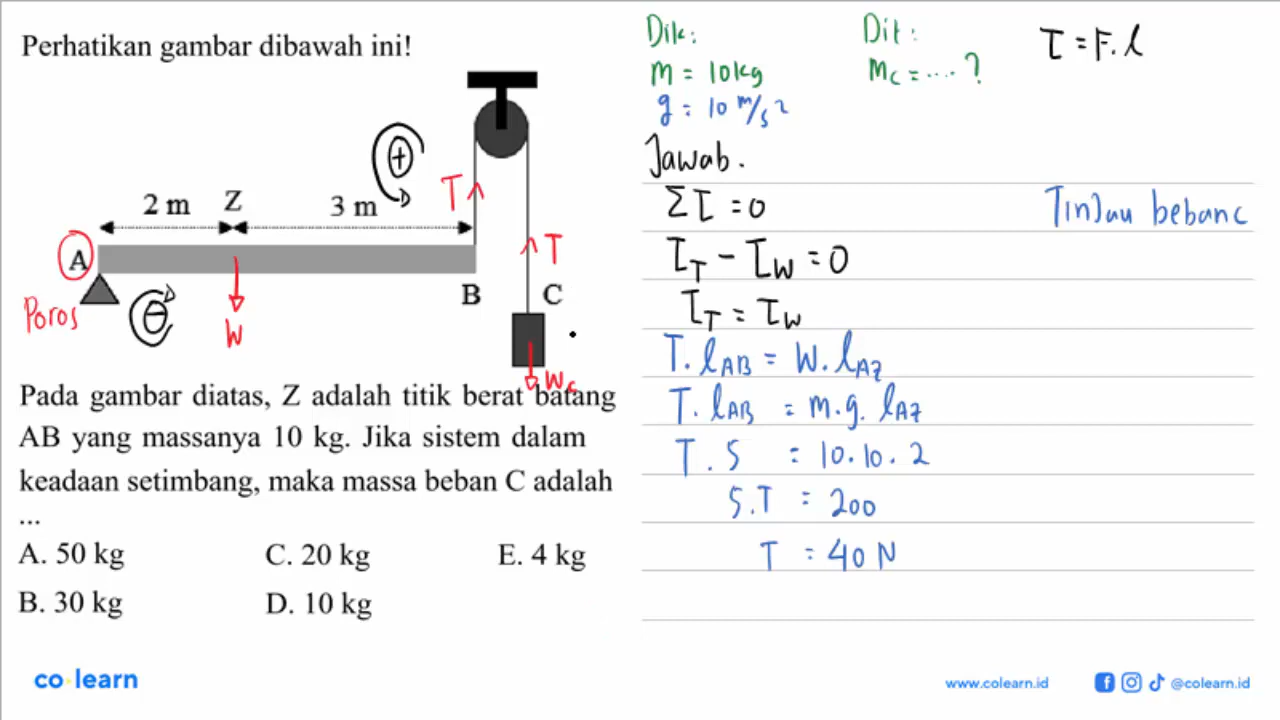 Perhatikan gambar dibawah ini!
2 m Z 3 m
T
T
A
Poros
W
B C
Wc
Pada gambar diatas, Z adalah titik berat batang
AB yang massanya 10 kg. Jika sistem dalam
keadaan setimbang, maka massa beban C adalah
...
A. 50 kg C. 20 kg E. 4 kg
B. 30 kg D. 10 kg
Dik:
m = 10 kg
g = 10 m/s²
Dit:
mc = .... ?
τ = F. l
Jawab.
Στ = 0
τT - τW = 0
τT = τW
T. lAB = W. lAZ
T. lAB = m.g. lAZ
T . 5 = 10.10. 2
5.T = 200
T = 40 N
Tinjau beban c
co learn
www.colearn.id @colearn.id